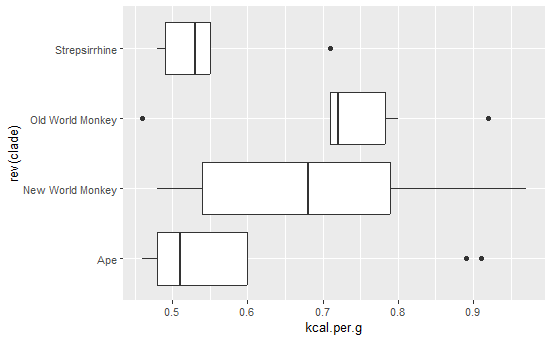 Strepsirrhine
Old World Monkey
New World Monkey
Ape
rev(clade)
0.5 0.6 0.7 0.8 0.9
kcal.per.g